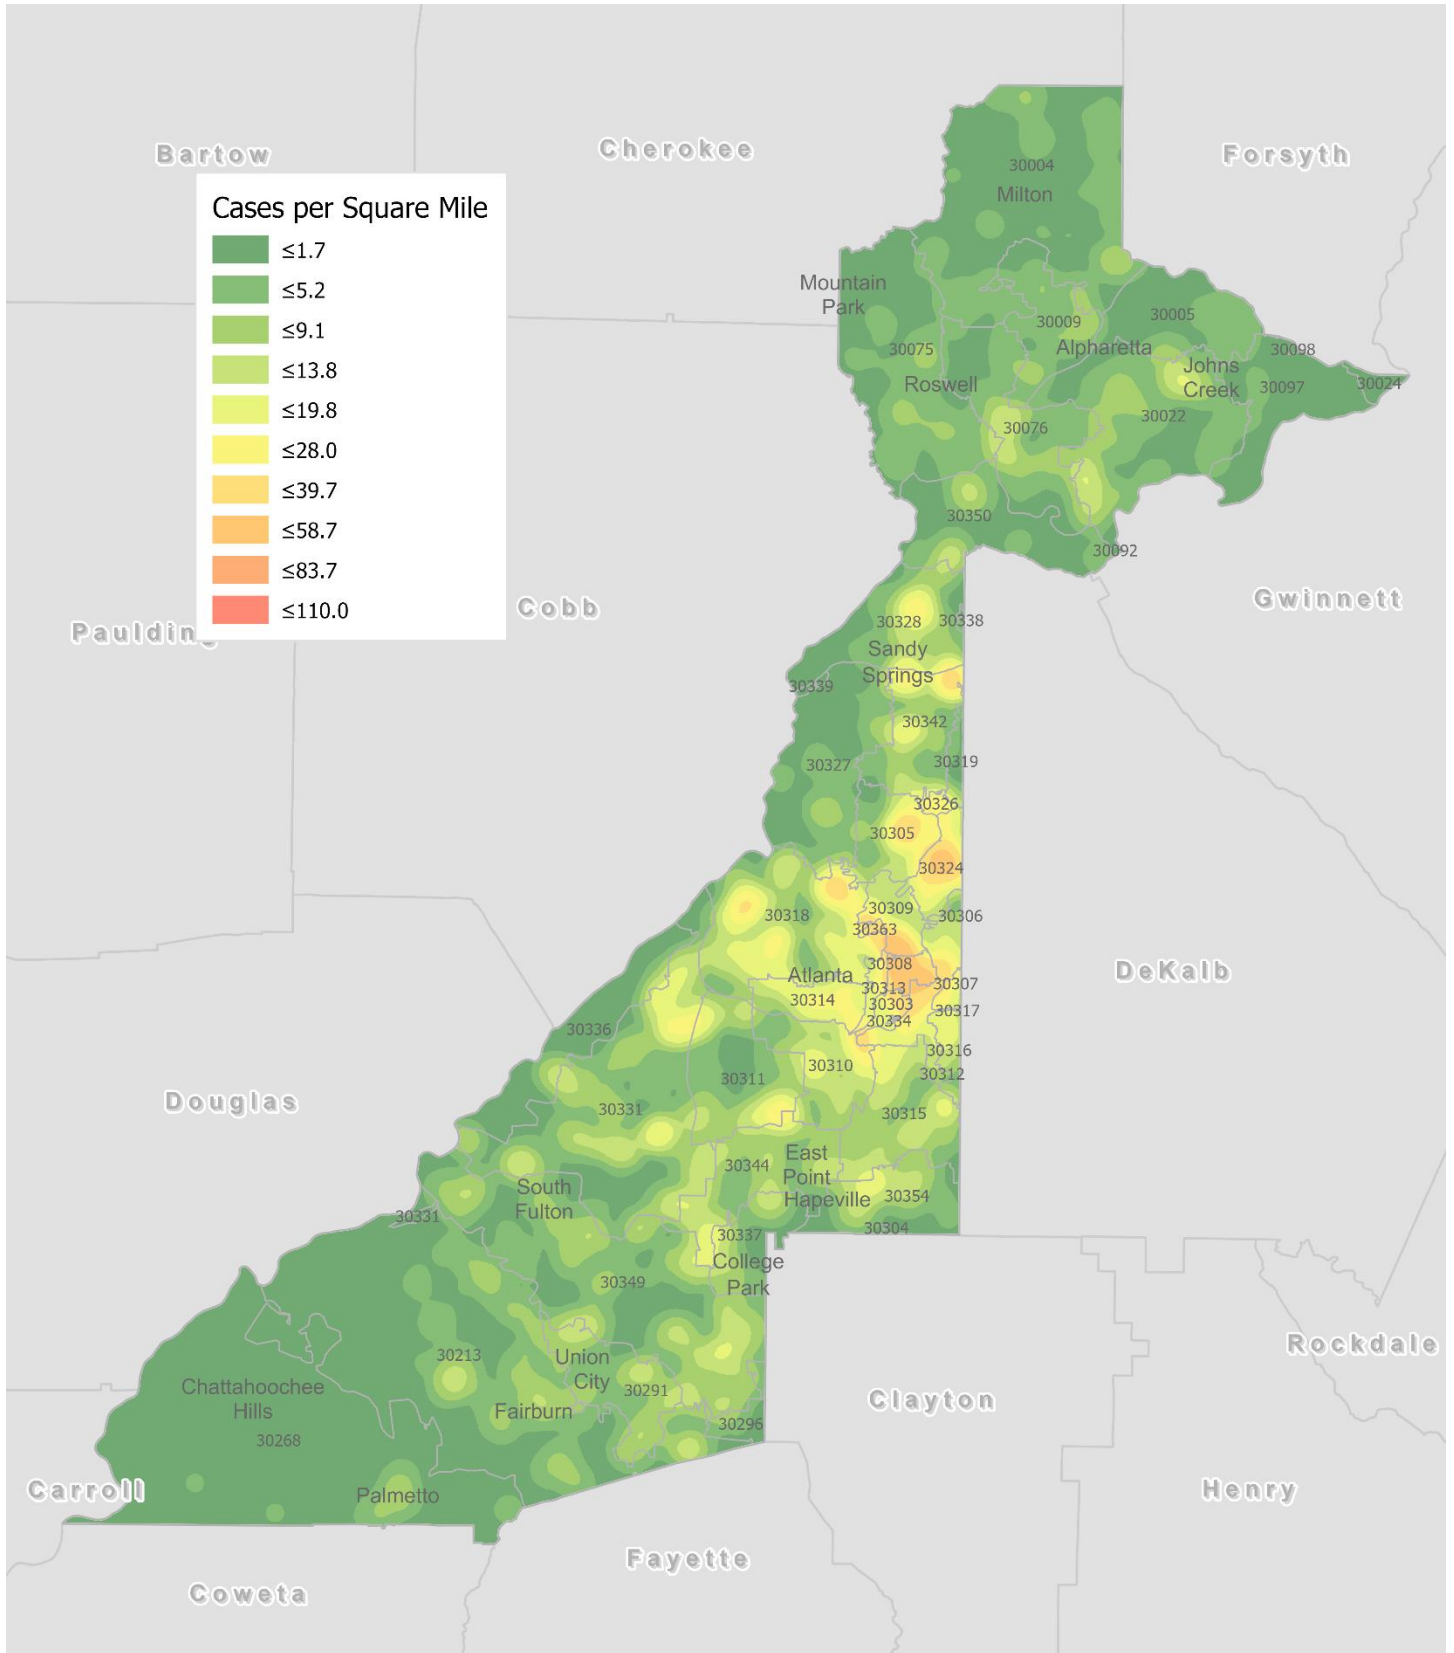 Bartow
Cherokee
Forsyth
30004
Milton
Cases per Square Mile
≤1.7
≤5.2
≤9.1
≤13.8
≤19.8
≤28.0
≤39.7
≤58.7
≤83.7
≤110.0
Mountain
Park
30009
30005
30075
Alpharetta
30098
Roswell
Johns
Creek
30024
30097
30022
30076
30350
30092
Cobb
Gwinnett
Paulding
30328
30338
Sandy
Springs
30339
30342
30327
30319
30326
30305
30324
30318
30309
30306
30363
30308
DeKalb
Atlanta
30313
30307
30314
30303
30317
30334
30336
30316
30310
30311
30312
Douglas
30331
30315
East
Point
30344
South
Fulton
Hapeville
30354
30331
30304
30337
College
Park
30349
Rockdale
30213
Union
City
Chattahoochee
Hills
30291
Clayton
Fairburn
30296
30268
Carroll
Palmetto
Henry
Fayette
Coweta